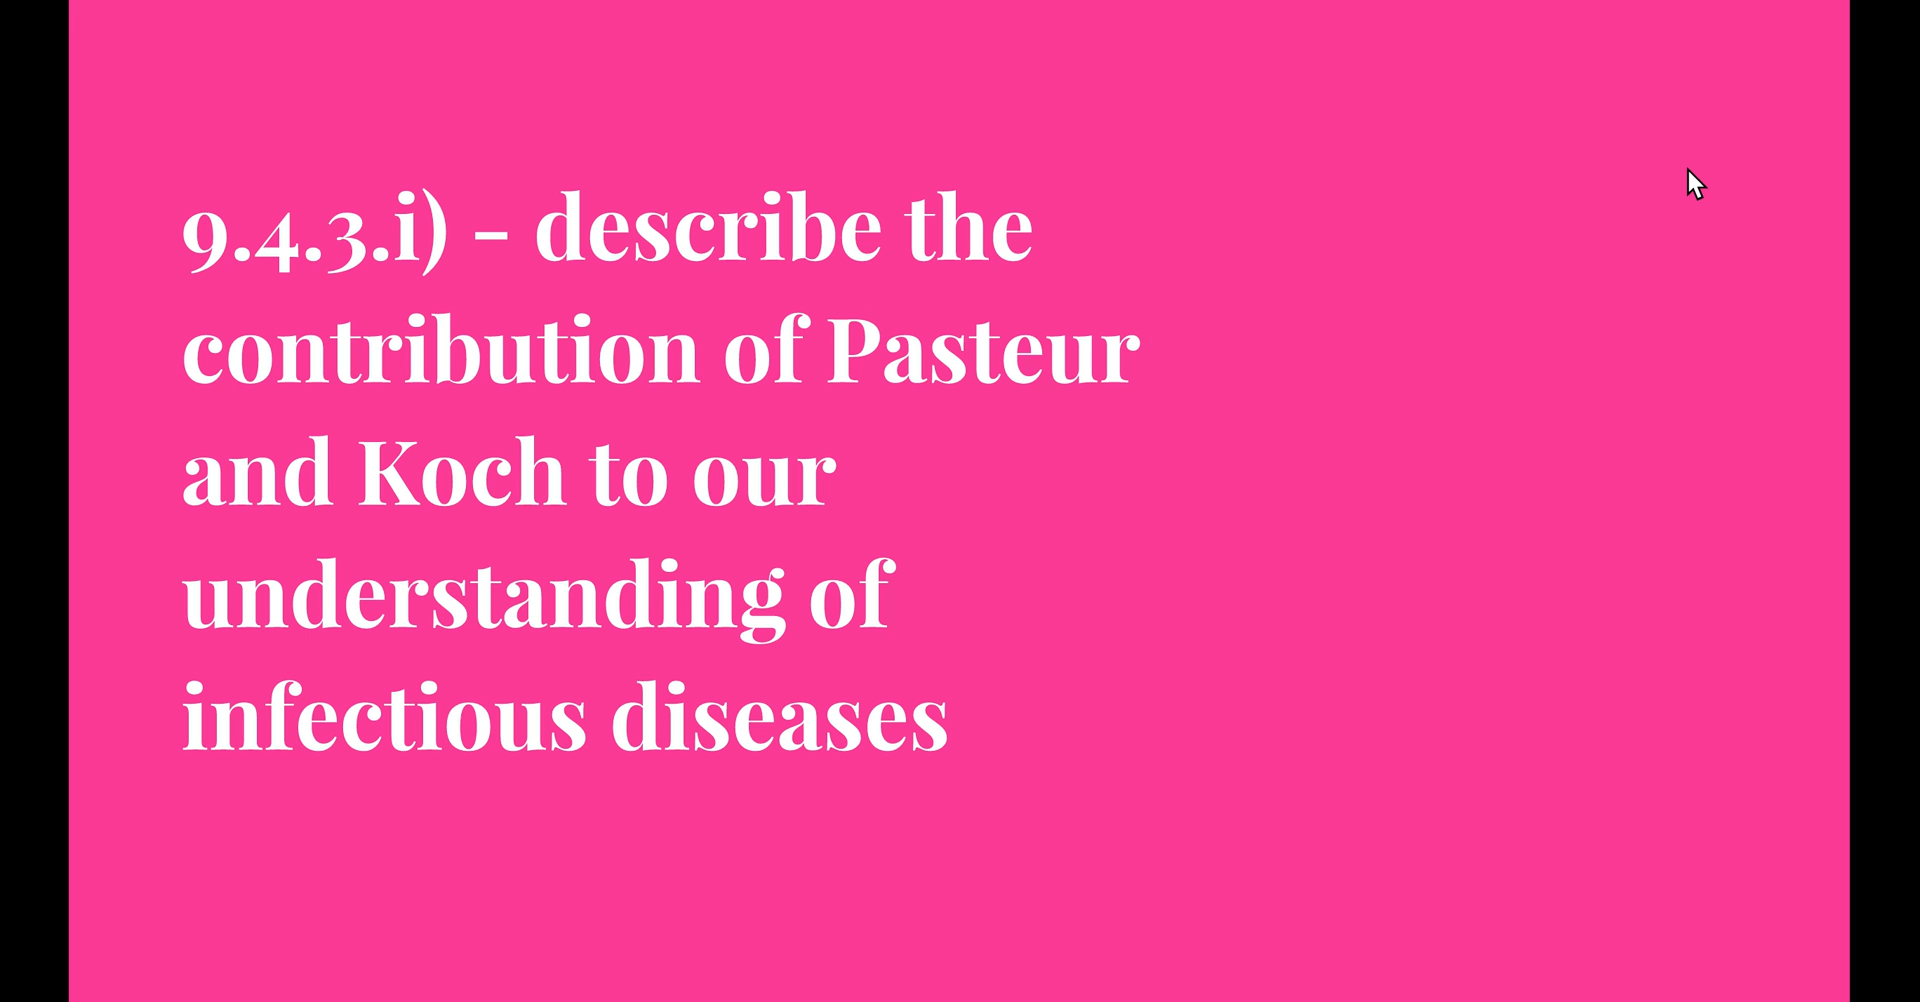 9.4.3.i) - describe the
contribution of Pasteur
and Koch to our
understanding of
infectious diseases